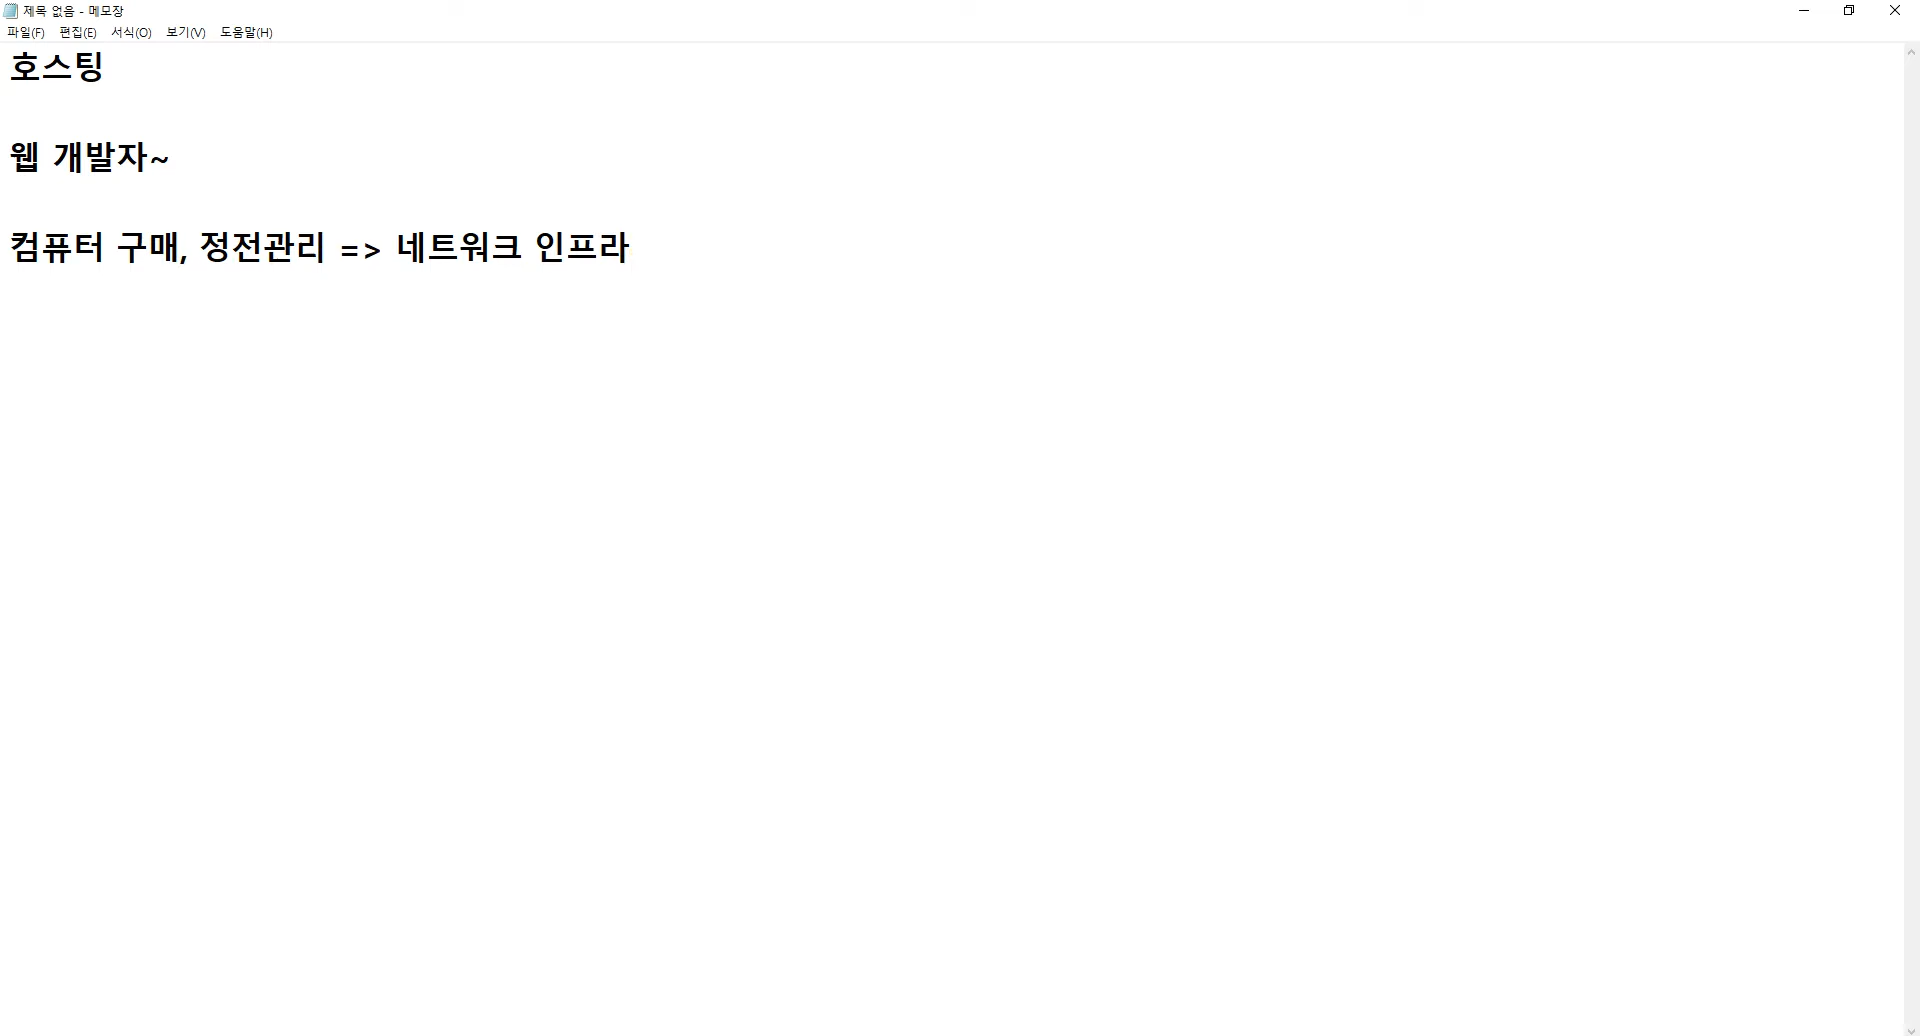 제목 없음 - 메모장
파일(F) 편집(E) 서식(O) 보기(V) 도움말(H)
호스팅
웹 개발자~
컴퓨터 구매, 정전관리 => 네트워크 인프라